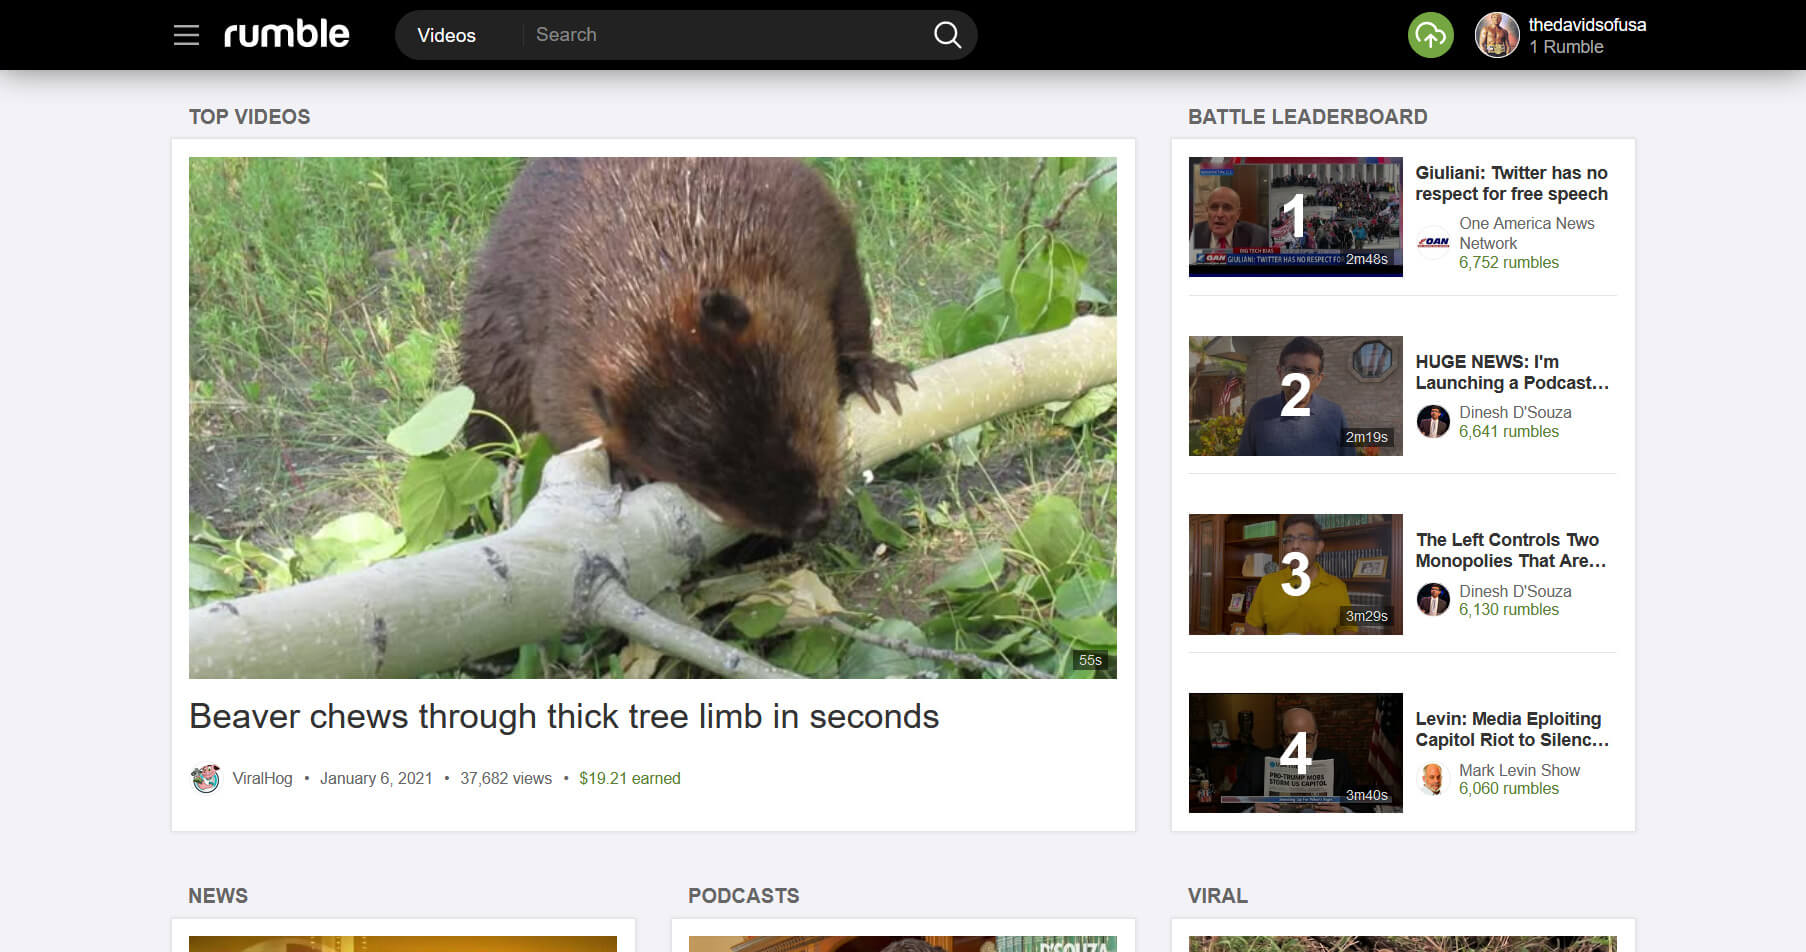 rumble
Videos
Search
thedavidsofusa
1 Rumble
TOP VIDEOS
55s
Beaver chews through thick tree limb in seconds
ViralHog • January 6, 2021 • 37,682 views • $19.21 earned
BATTLE LEADERBOARD
1
BIG TECH BIAS
OAN GIULIANI: TWITTER HAS NO RESPECT FO
2m48s
Giuliani: Twitter has no
respect for free speech
OAN
One America News
Network
6,752 rumbles
2
2m19s
HUGE NEWS: I'm
Launching a Podcast...
Dinesh D'Souza
6,641 rumbles
3
3m29s
The Left Controls Two
Monopolies That Are...
Dinesh D'Souza
6,130 rumbles
4
PRO-TRUMP MOBS
STORM US CAPITOL
3m40s
Levin: Media Eploiting
Capitol Riot to Silenc...
Mark Levin Show
6,060 rumbles
NEWS
PODCASTS
D'SOUZA
VIRAL